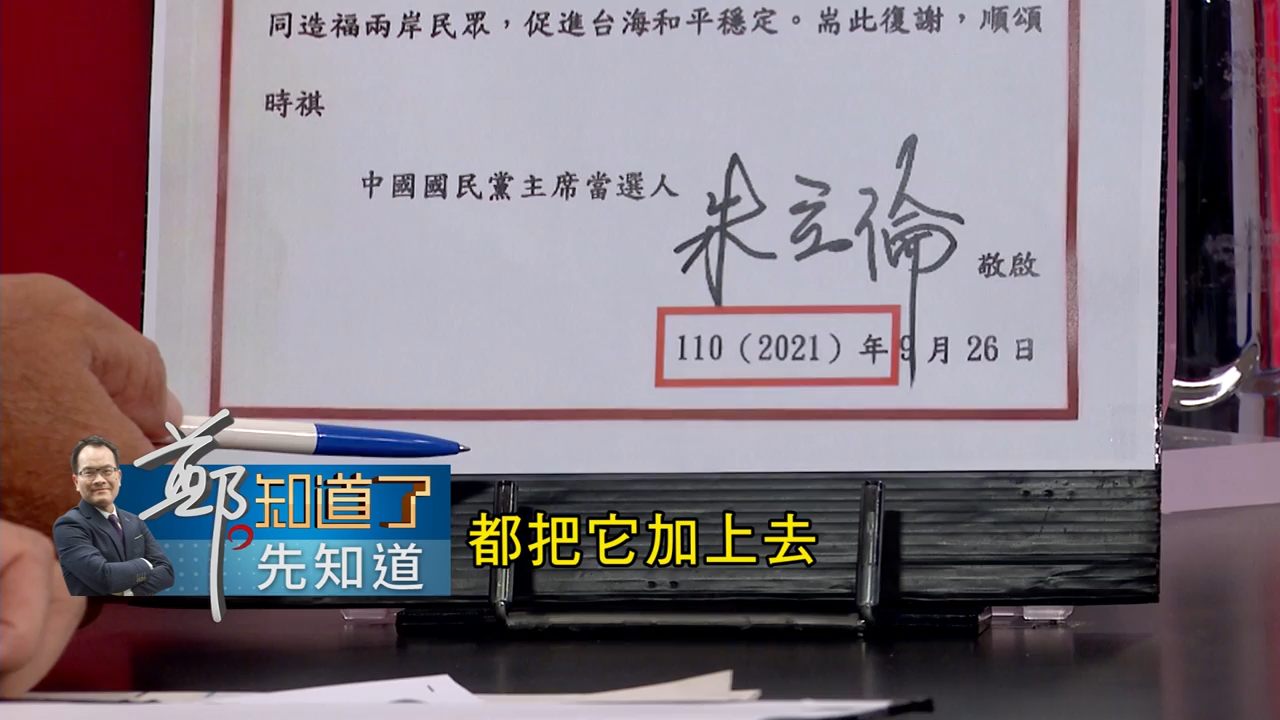 同造福兩岸民眾，促進台海和平穩定。耑此復謝，順頌
時祺
中國國民黨主席當選人 朱立倫 敬啟
110（2021）年9月26日
鄭知道了
先知道
都把它加上去